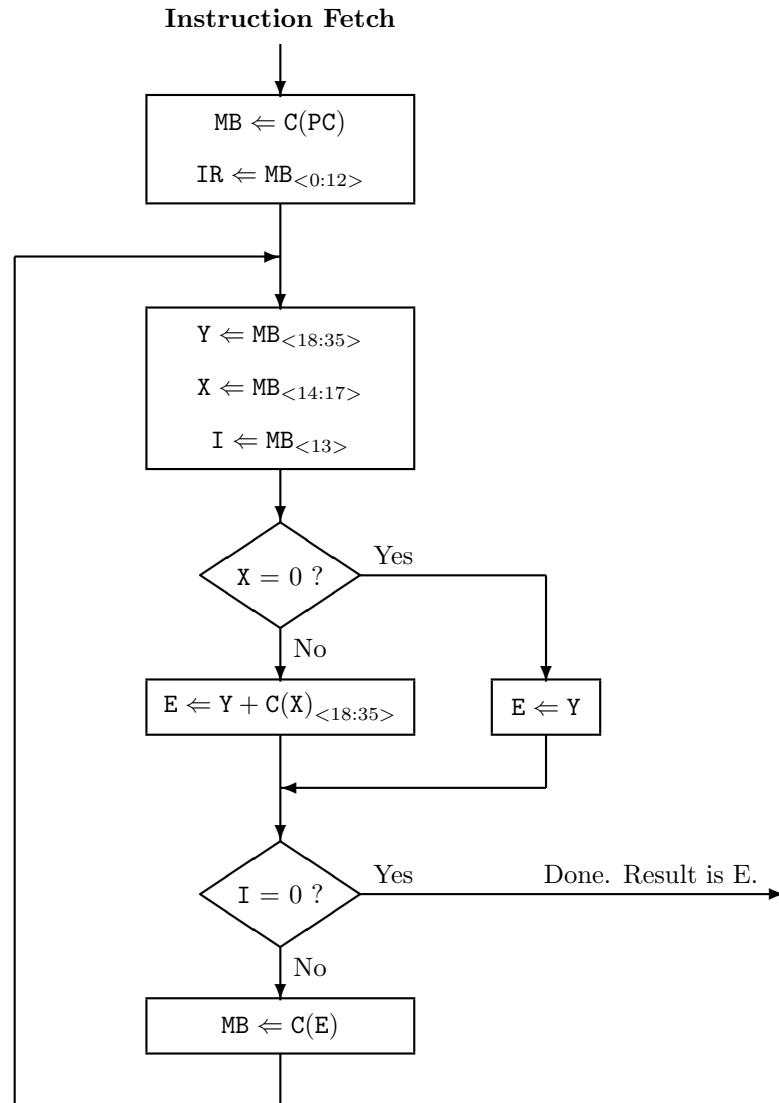 Instruction Fetch
MB ⇐ C(PC)
IR ⇐ MB<0:12>
Y ⇐ MB<18:35>
X ⇐ MB<14:17>
I ⇐ MB<13>
X = 0 ?
Yes
No
E ⇐ Y + C(X)<18:35>
E ⇐ Y
I = 0 ?
Yes
Done. Result is E.
No
MB ⇐ C(E)